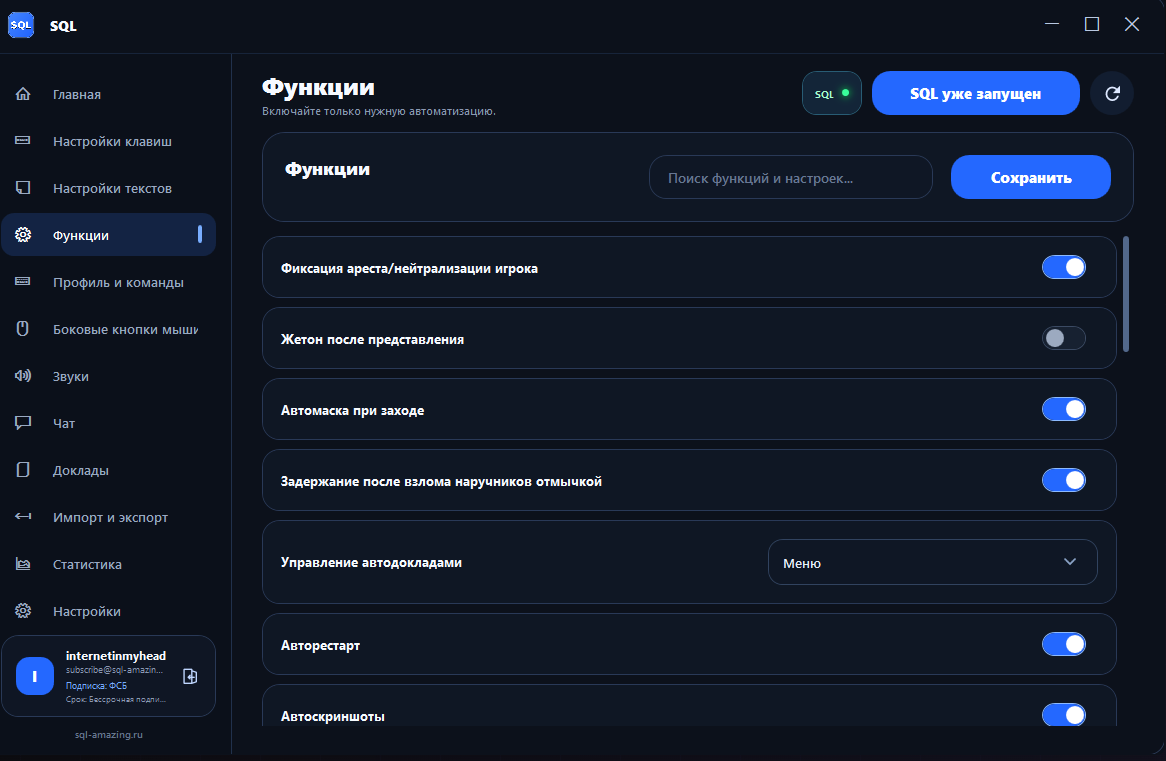 SQL
SQL
Главная
Настройки клавиш
Настройки текстов
Функции
Профиль и команды
Боковые кнопки мыши
Звуки
Чат
Доклады
Импорт и экспорт
Статистика
Настройки
I
internetinmyhead
subscribe@sql-amazin...
Подписка: ФСБ
Срок: Бессрочная подпи...
sql-amazing.ru
Функции
Включайте только нужную автоматизацию.
SQL
SQL уже запущен
Функции
Поиск функций и настроек...
Сохранить
Фиксация ареста/нейтрализации игрока
Жетон после представления
Автомаска при заходе
Задержание после взлома наручников отмычкой
Управление автодокладами
Меню
Авторестарт
Автоскриншоты